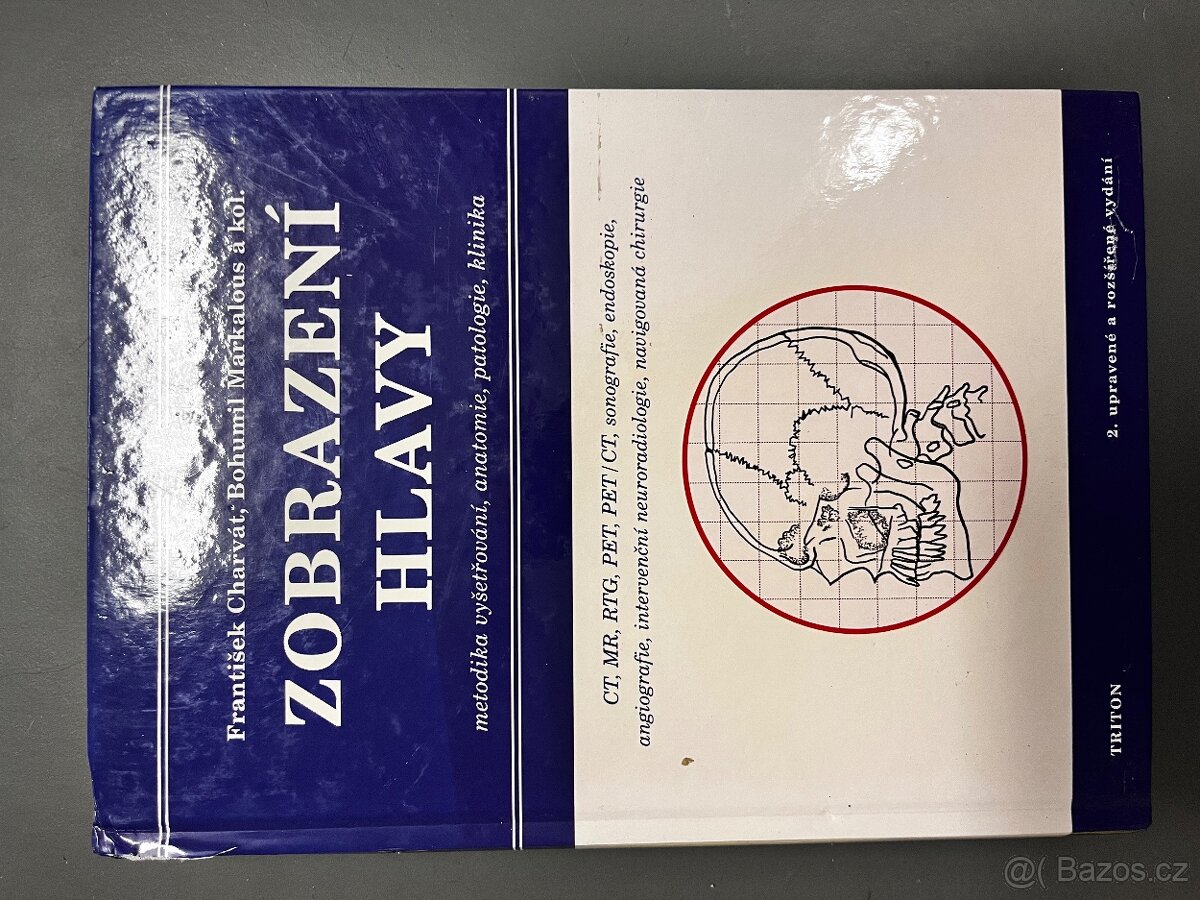 František Charvát, Bohumil Markalous a kol.
ZOBRAZENÍ
HLAVY
metodika vyšetřování, anatomie, patologie, klinika
CT, MR, RTG, PET, PET/CT, sonografie, endoskopie,
angiografie, intervenční neuroradiologie, navigovaná chirurgie
TRITON
2. upravené a rozšířené vydání
@( Bazos.cz